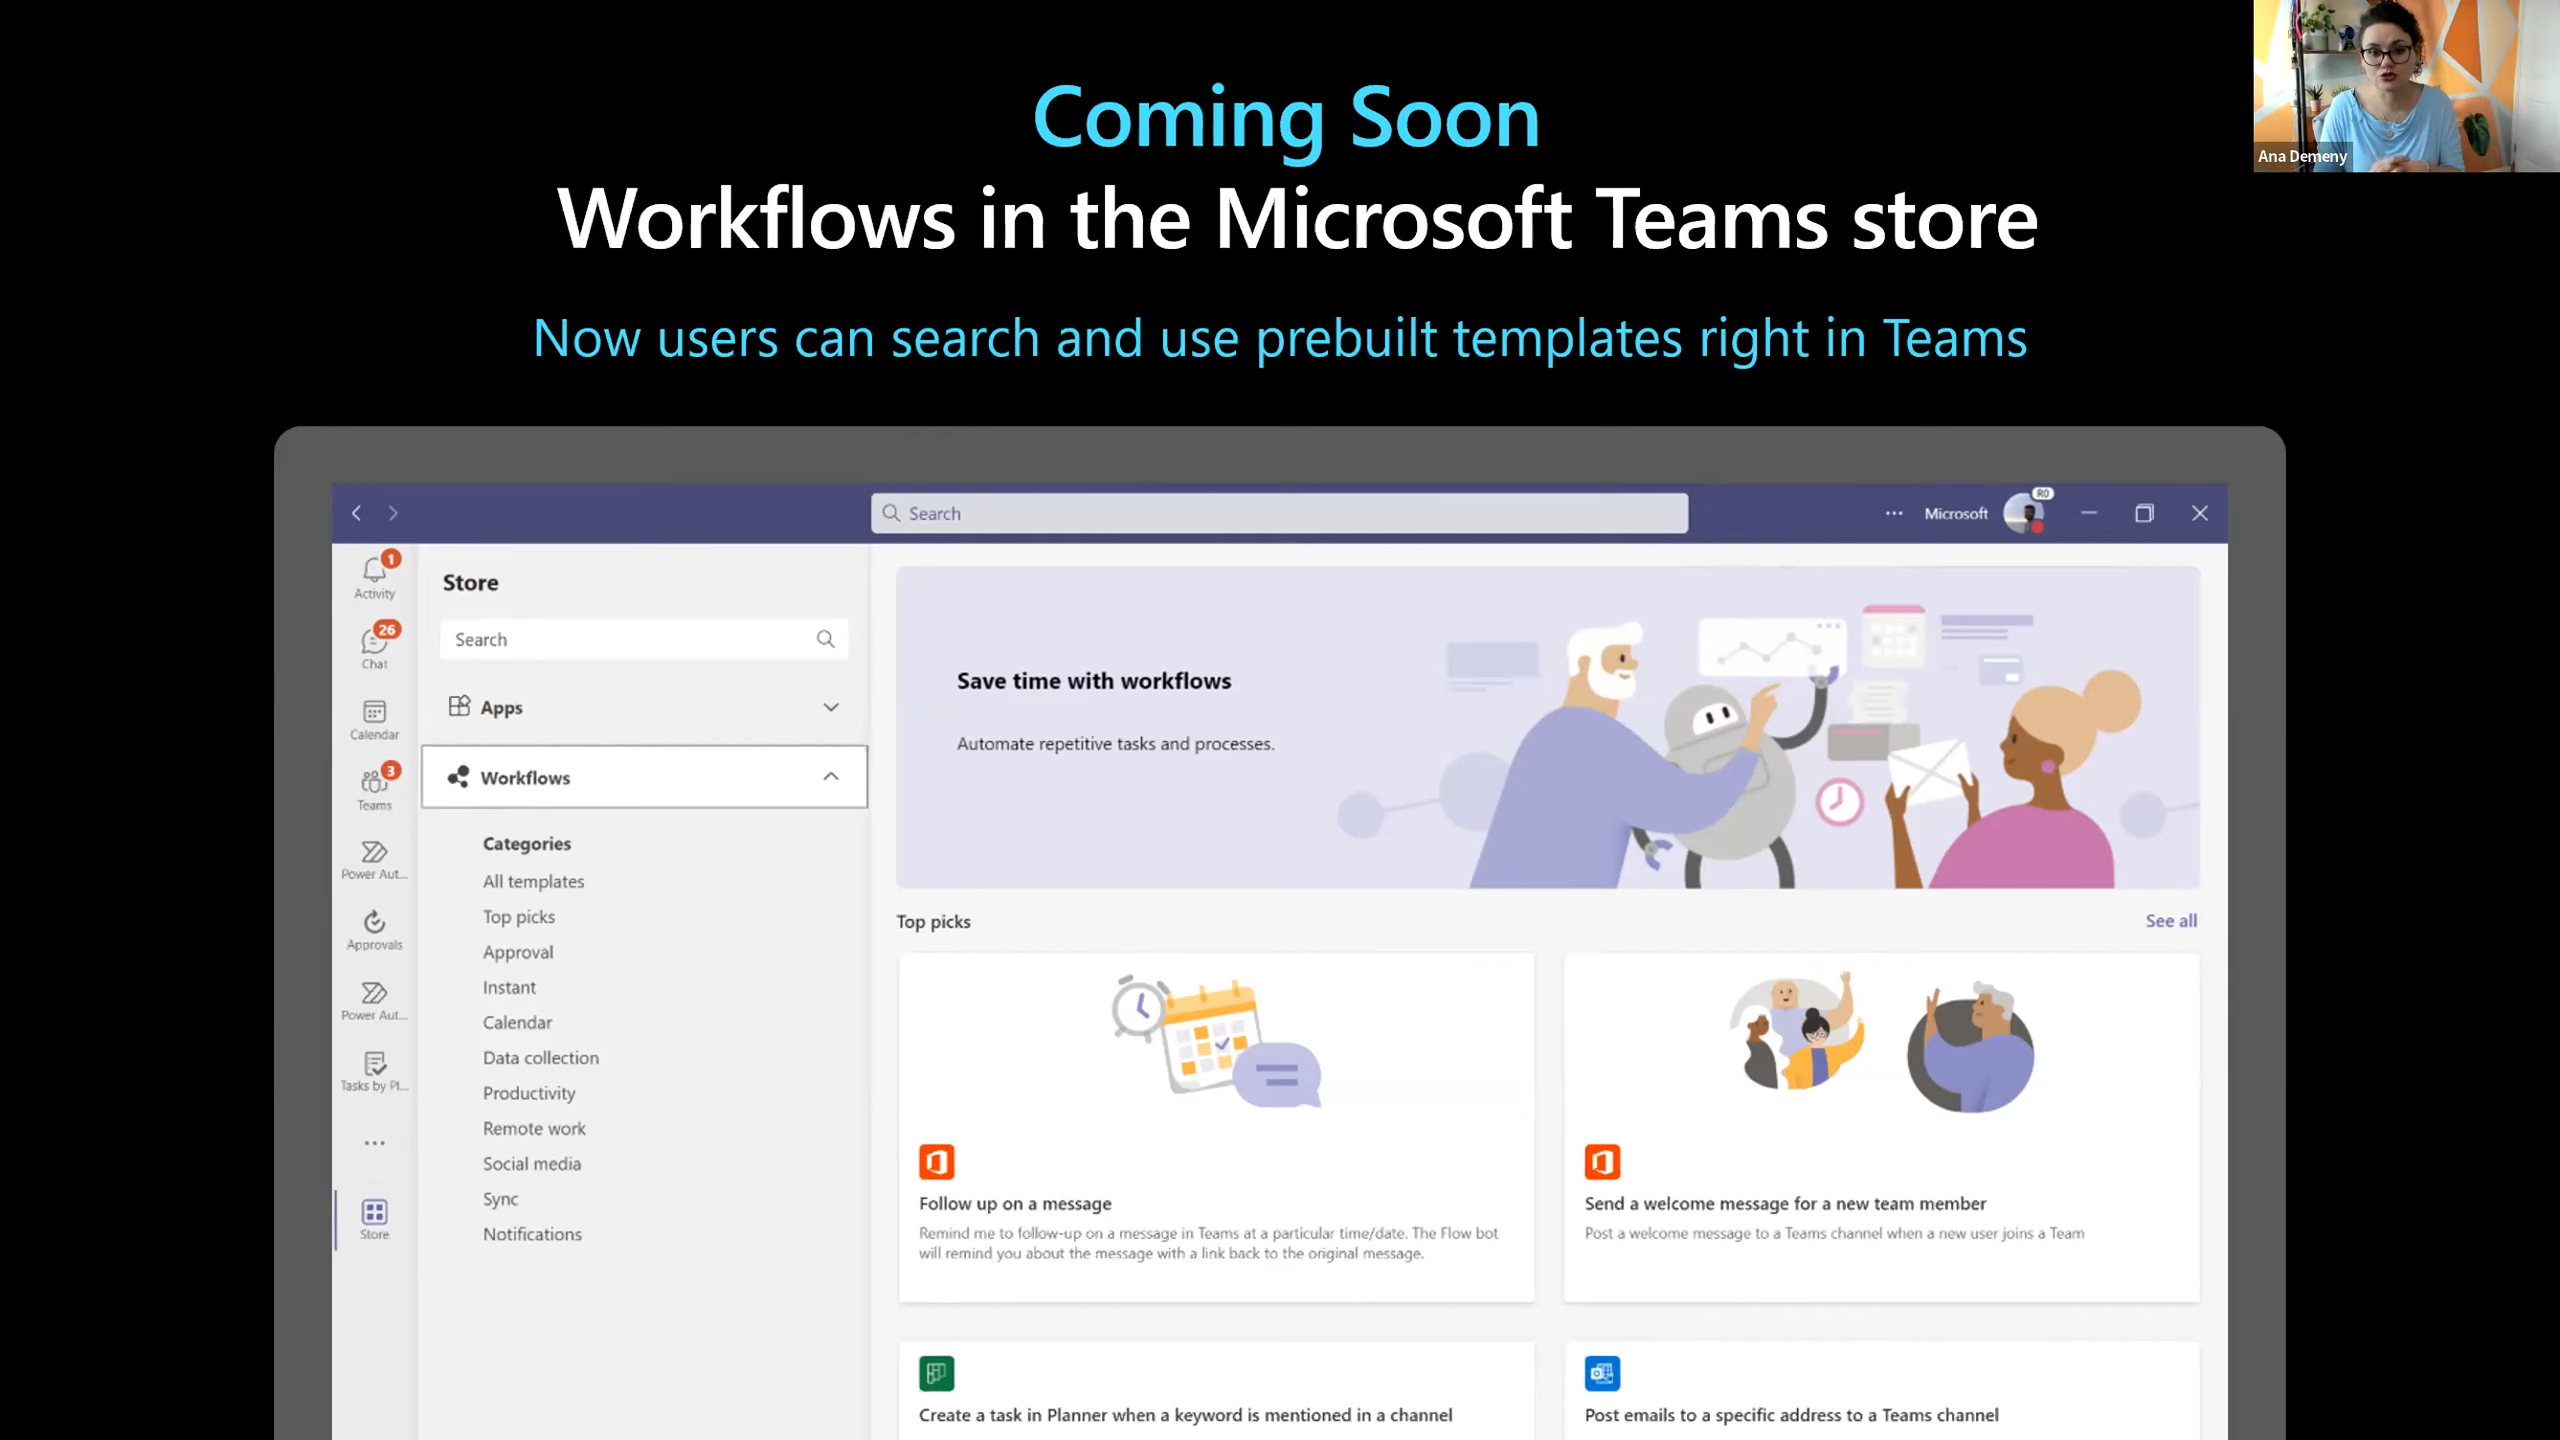 Coming Soon
Workflows in the Microsoft Teams store
Now users can search and use prebuilt templates right in Teams
Ana Demeny
Search
Microsoft
RO
1
Activity
26
Chat
Calendar
3
Teams
Power Aut...
Approvals
Power Aut...
Tasks by Pl...
Store
Store
Search
Apps
Workflows
Categories
All templates
Top picks
Approval
Instant
Calendar
Data collection
Productivity
Remote work
Social media
Sync
Notifications
Save time with workflows
Automate repetitive tasks and processes.
Top picks
See all
Follow up on a message
Remind me to follow-up on a message in Teams at a particular time/date. The Flow bot
will remind you about the message with a link back to the original message.
Send a welcome message for a new team member
Post a welcome message to a Teams channel when a new user joins a Team
Create a task in Planner when a keyword is mentioned in a channel
Post emails to a specific address to a Teams channel